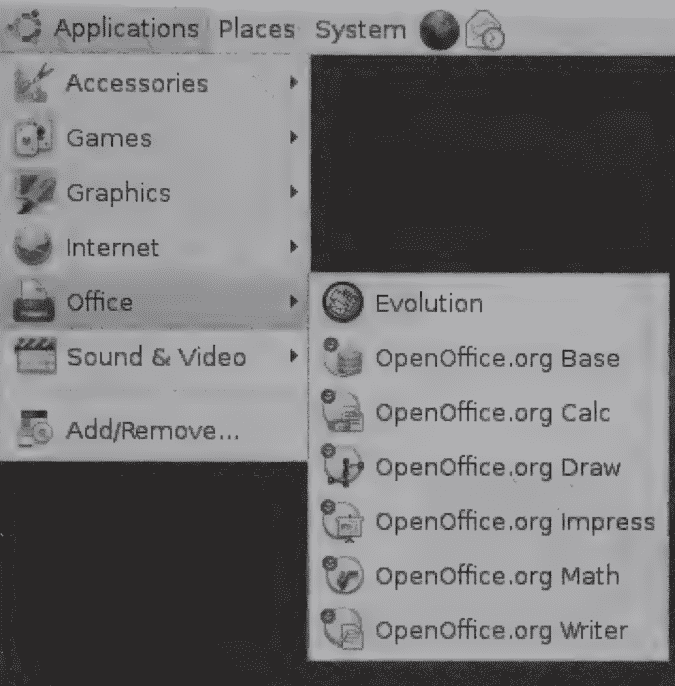 Applications Places System
Accessories
Games
Graphics
Internet
Office
Sound & Video
Add/Remove...
Evolution
OpenOffice.org Base
OpenOffice.org Calc
OpenOffice.org Draw
OpenOffice.org Impress
OpenOffice.org Math
OpenOffice.org Writer